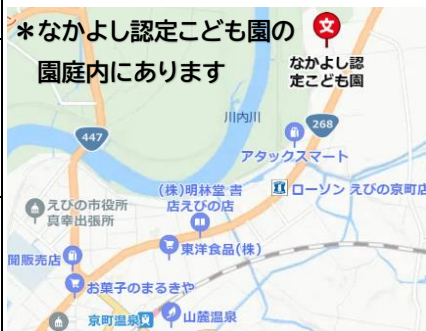 ＊なかよし認定こども園の
園庭内にあります
文
なかよし認
定こども園
川内川
447
268
アタックスマート
(株)明林堂 書
店えびの店
ローソン えびの京町店
えびの市役所
真幸出張所
東洋食品(株)
聞販売店
お菓子のまるきや
京町温泉
山麓温泉